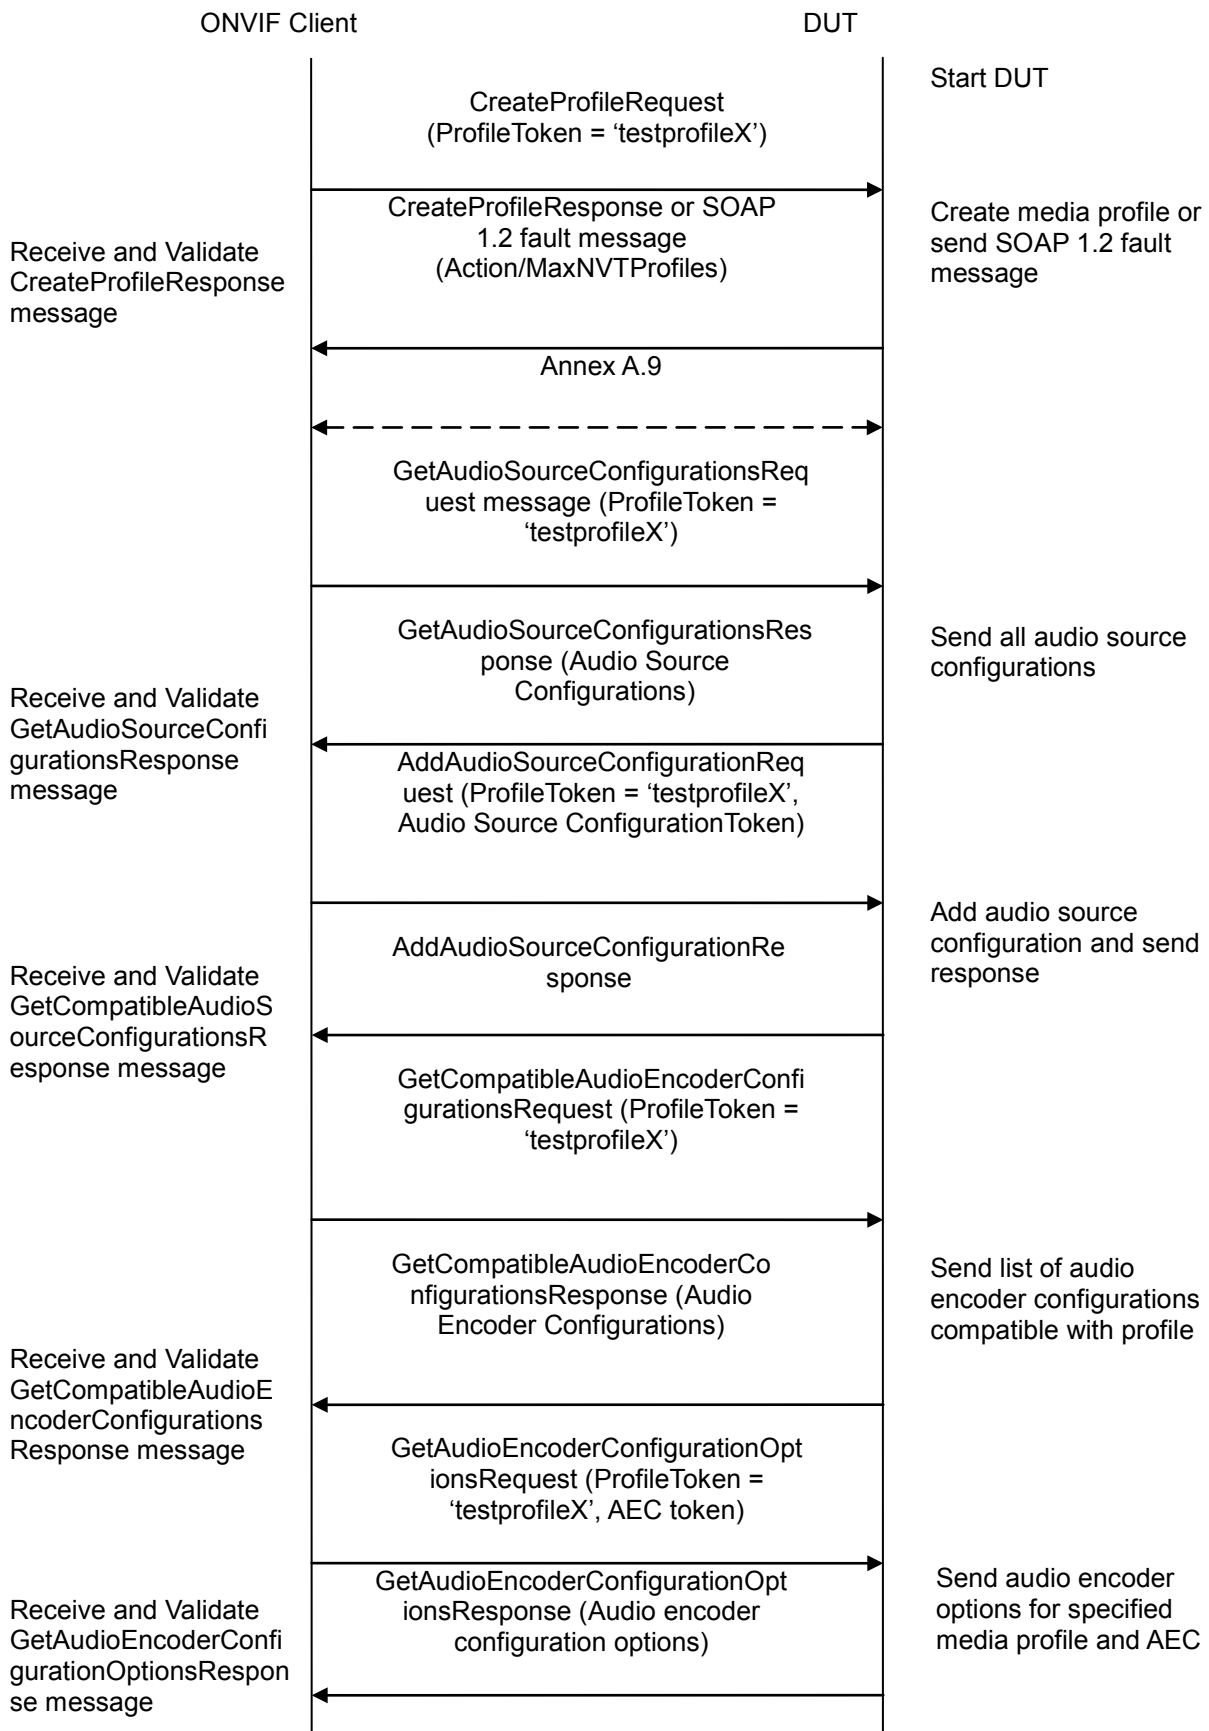 ONVIF Client
DUT
Start DUT
CreateProfileRequest
(ProfileToken = ‘testprofileX’)
CreateProfileResponse or SOAP
1.2 fault message
(Action/MaxNVTProfiles)
Create media profile or
send SOAP 1.2 fault
message
Receive and Validate
CreateProfileResponse
message
Annex A.9
GetAudioSourceConfigurationsReq
uest message (ProfileToken =
‘testprofileX’)
GetAudioSourceConfigurationsRes
ponse (Audio Source
Configurations)
Send all audio source
configurations
Receive and Validate
GetAudioSourceConfi
gurationsResponse
message
AddAudioSourceConfigurationReq
uest (ProfileToken = ‘testprofileX’,
Audio Source ConfigurationToken)
Add audio source
configuration and send
response
AddAudioSourceConfigurationRe
sponse
Receive and Validate
GetCompatibleAudioS
ourceConfigurationsR
esponse message
GetCompatibleAudioEncoderConfi
gurationsRequest (ProfileToken =
‘testprofileX’)
GetCompatibleAudioEncoderCo
nfigurationsResponse (Audio
Encoder Configurations)
Send list of audio
encoder configurations
compatible with profile
Receive and Validate
GetCompatibleAudioE
ncoderConfigurations
Response message
GetAudioEncoderConfigurationOpt
ionsRequest (ProfileToken =
‘testprofileX’, AEC token)
GetAudioEncoderConfigurationOpt
ionsResponse (Audio encoder
configuration options)
Send audio encoder
options for specified
media profile and AEC
Receive and Validate
GetAudioEncoderConfi
gurationOptionsRespon
se message